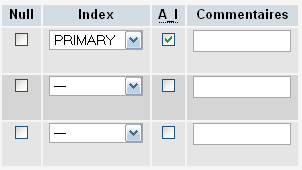 Null Index A_I Commentaires
PRIMARY
—
—